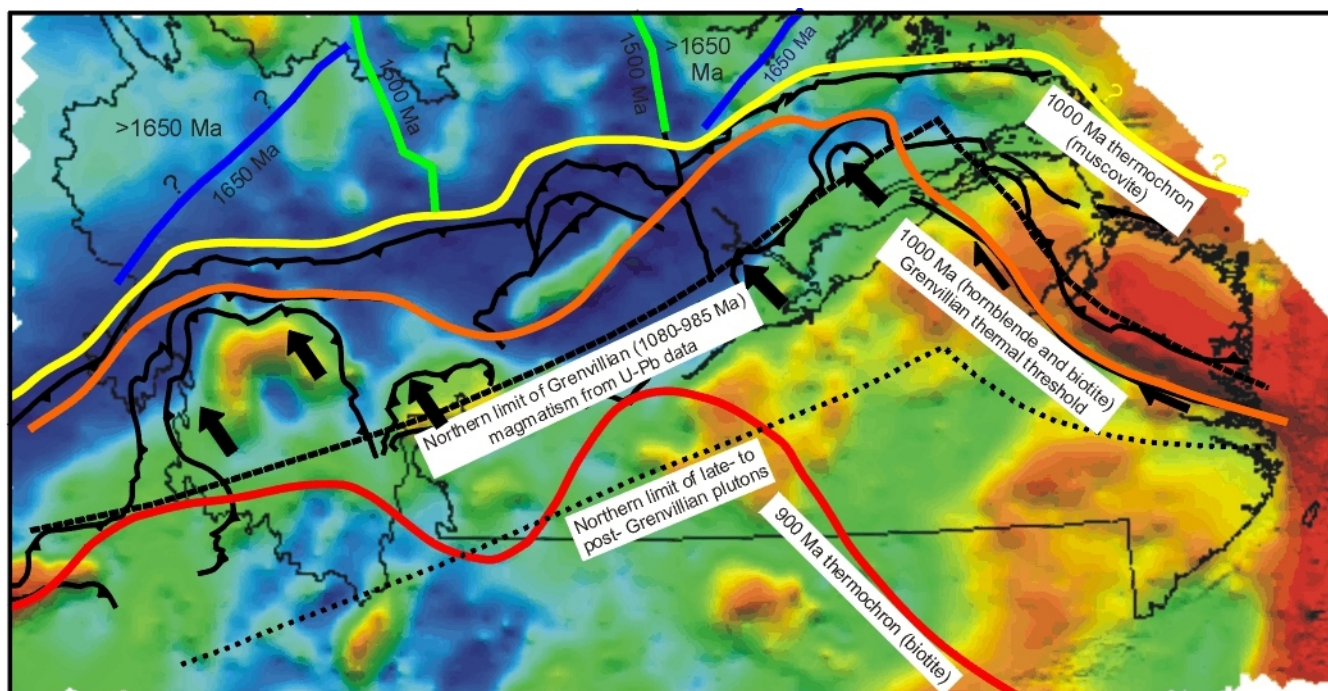 >1650 Ma
?
1650 Ma
?
1500 Ma
1500 Ma
>1650
Ma
1650 Ma
?
?
1000 Ma thermochron
(muscovite)
1000 Ma (hornblende and biotite)
Grenvillian thermal
threshold
Northern limit of Grenvillian (1080-985 Ma)
magmatism from U-Pb data
Northern limit of late- to
post- Grenvillian plutons
900 Ma thermochron (biotite)